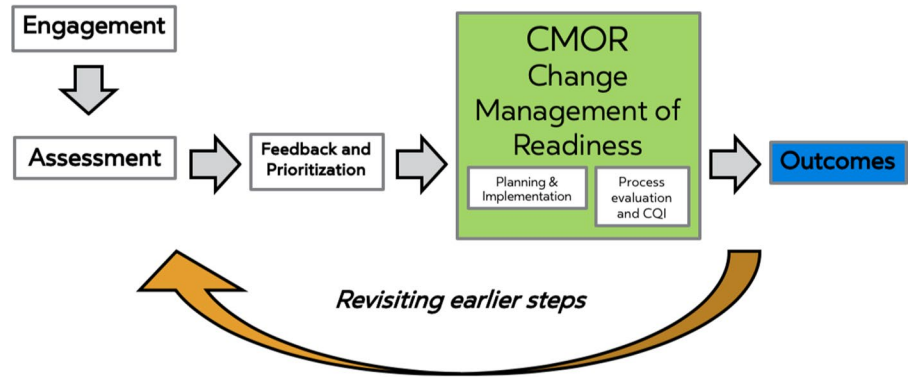 Engagement
Assessment
Feedback and
Prioritization
CMOR
Change
Management of
Readiness
Planning &
Implementation
Process
evaluation
and CQI
Outcomes
Revisiting earlier steps